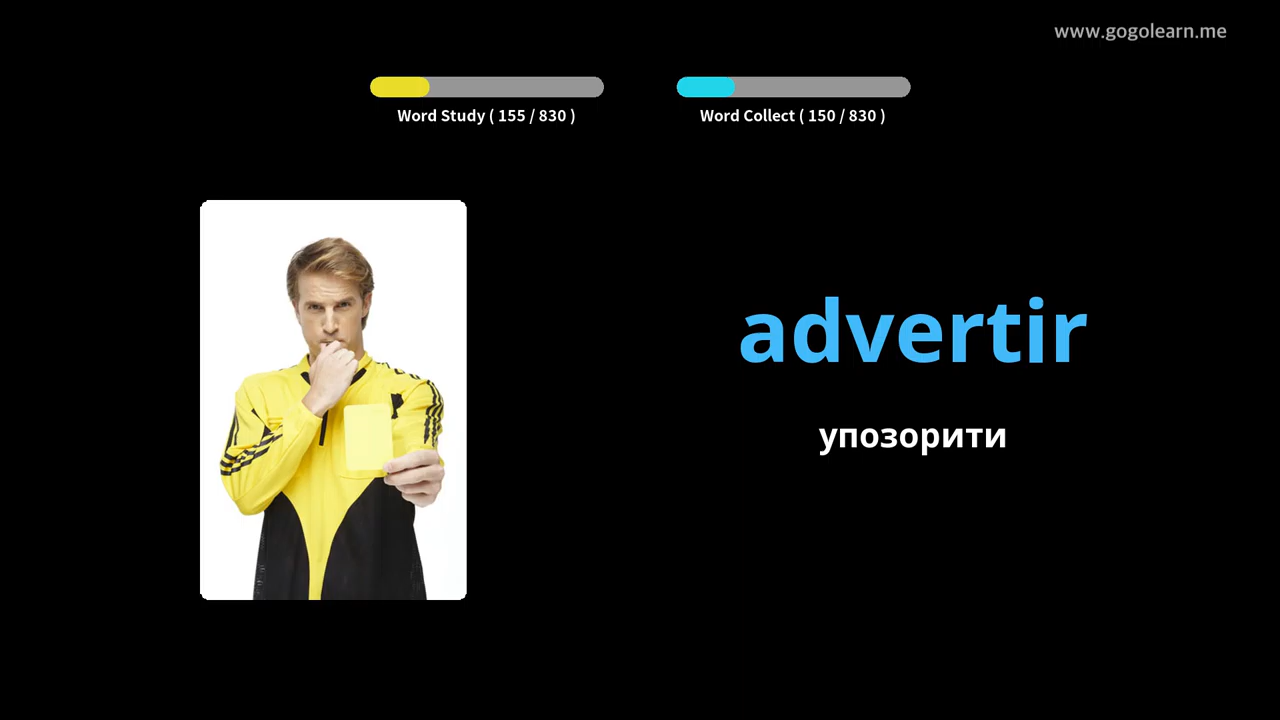 www.gogolearn.me
Word Study ( 155 / 830 )
Word Collect ( 150 / 830 )
advertir
упозорити